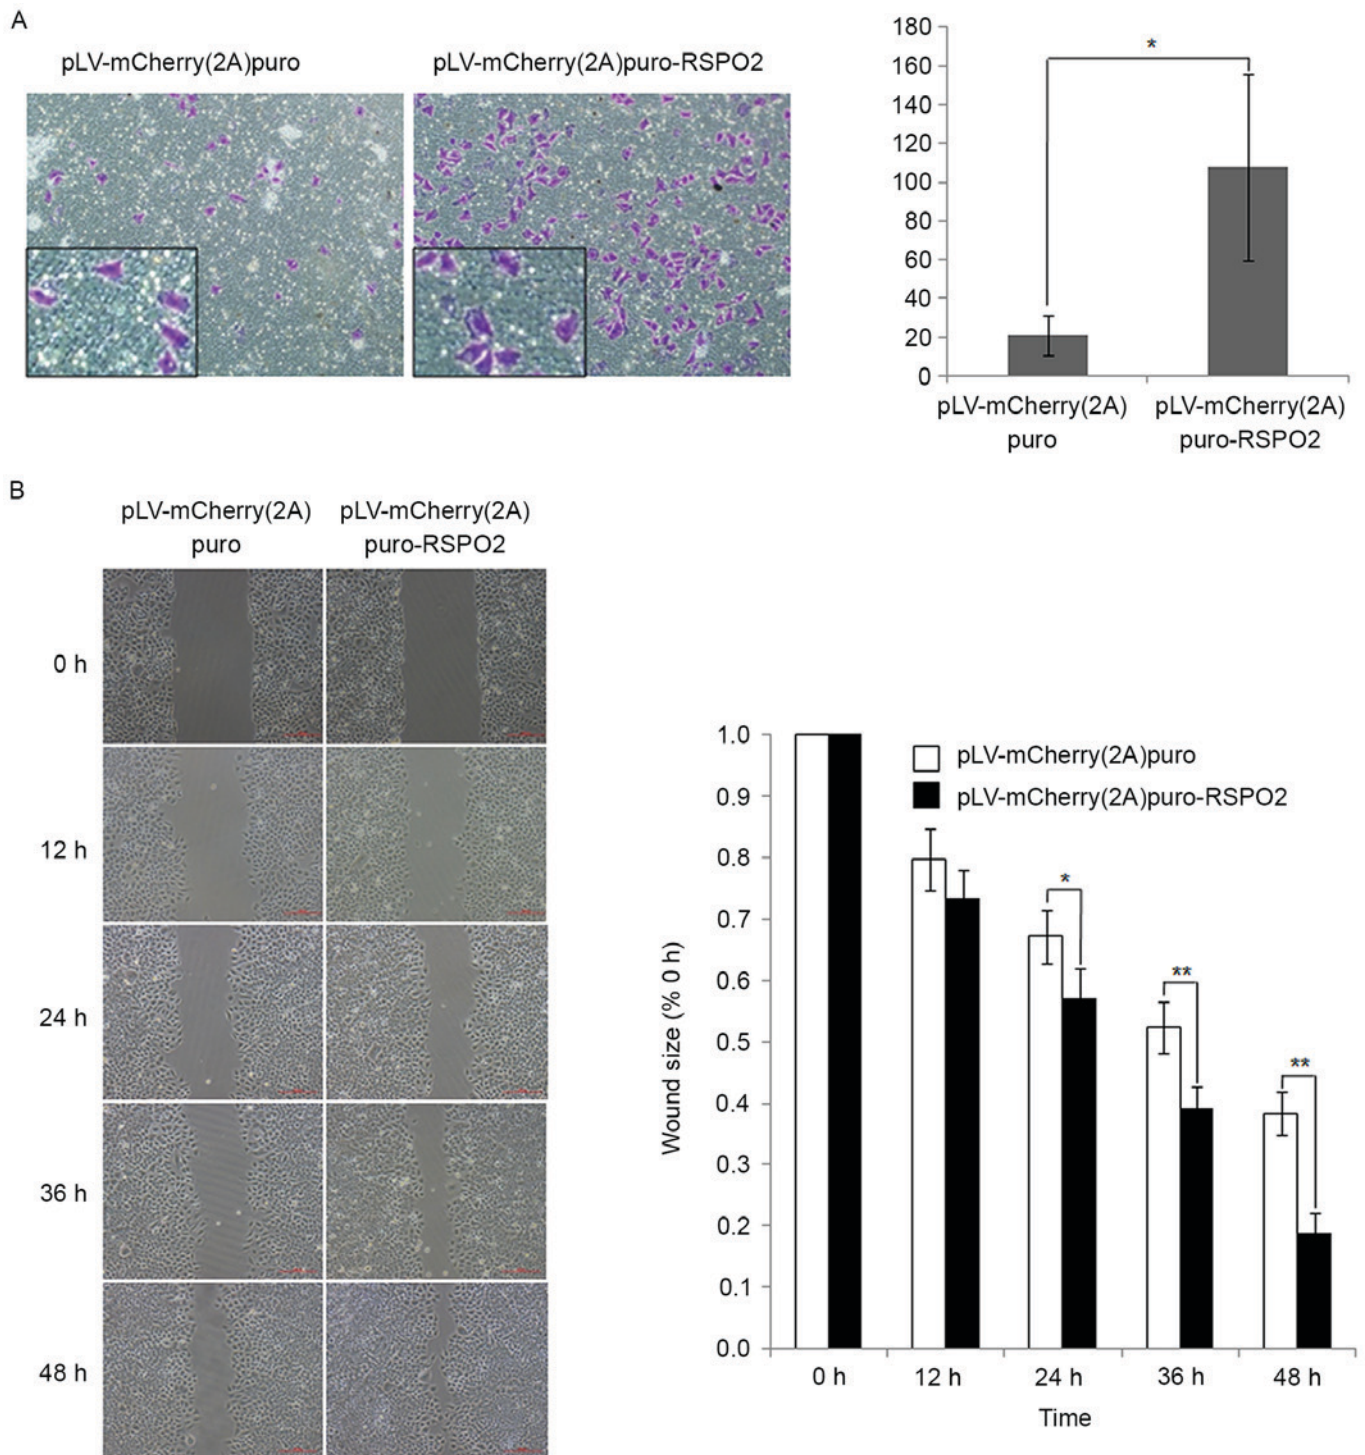 A
pLV-mCherry(2A)puro
pLV-mCherry(2A)puro-RSPO2
180
160
140
120
100
80
60
40
20
0
*
pLV-mCherry(2A)
puro
pLV-mCherry(2A)
puro-RSPO2
B
pLV-mCherry(2A)
puro
pLV-mCherry(2A)
puro-RSPO2
0 h
12 h
24 h
36 h
48 h
Wound size (% 0 h)
1.0
0.9
0.8
0.7
0.6
0.5
0.4
0.3
0.2
0.1
0.0
pLV-mCherry(2A)puro
pLV-mCherry(2A)puro-RSPO2
*
**
**
0 h
12 h
24 h
36 h
48 h
Time